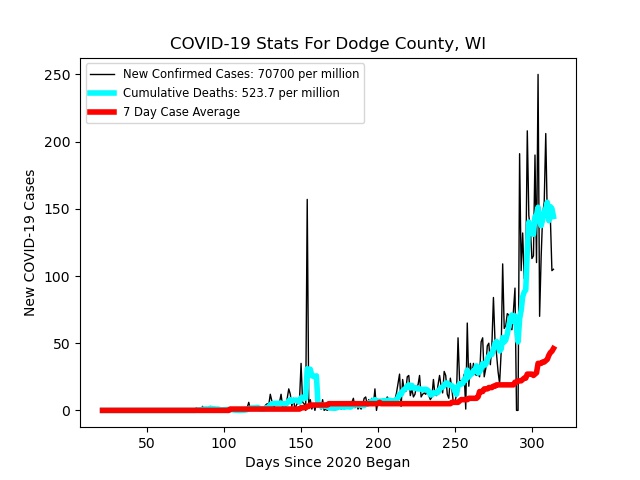 COVID-19 Stats For Dodge County, WI
New Confirmed Cases: 70700 per million
Cumulative Deaths: 523.7 per million
7 Day Case Average
250
200
150
100
50
0
New COVID-19 Cases
50 100 150 200 250 300
Days Since 2020 Began